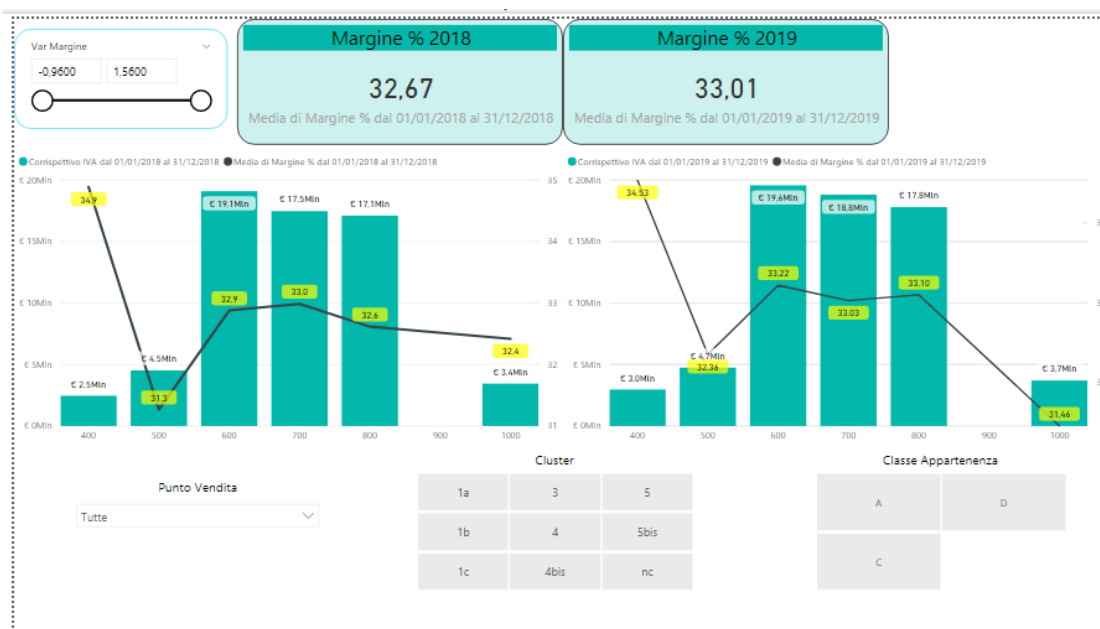 Var Margine
-0,9600 1,5600
Margine % 2018
32,67
Media di Margine % dal 01/01/2018 al 31/12/2018
Margine % 2019
33,01
Media di Margine % dal 01/01/2019 al 31/12/2019
Corrispettivo IVA dal 01/01/2018 al 31/12/2018 Media di Margine % dal 01/01/2018 al 31/12/2018
€ 20Mln
€ 15Mln
€ 10Mln
€ 5Mln
€ 0Mln
35
34
33
32
31
34.9
31.3
32.9
33.0
32.6
32.4
€ 2.5Mln
€ 4.5Mln
€ 19.1Mln
€ 17.5Mln
€ 17.1Mln
€ 3.4Mln
400 500 600 700 800 900 1000
Corrispettivo IVA dal 01/01/2019 al 31/12/2019 Media di Margine % dal 01/01/2019 al 31/12/2019
€ 20Mln
€ 15Mln
€ 10Mln
€ 5Mln
€ 0Mln
34.53
32.36
33.22
33.03
33.10
31.46
€ 3.0Mln
€ 4.7Mln
€ 19.6Mln
€ 18.8Mln
€ 17.8Mln
€ 3.7Mln
400 500 600 700 800 900 1000
Punto Vendita
Tutte
Cluster
1a 3 5
1b 4 5bis
1c 4bis nc
Classe Appartenenza
A D
C